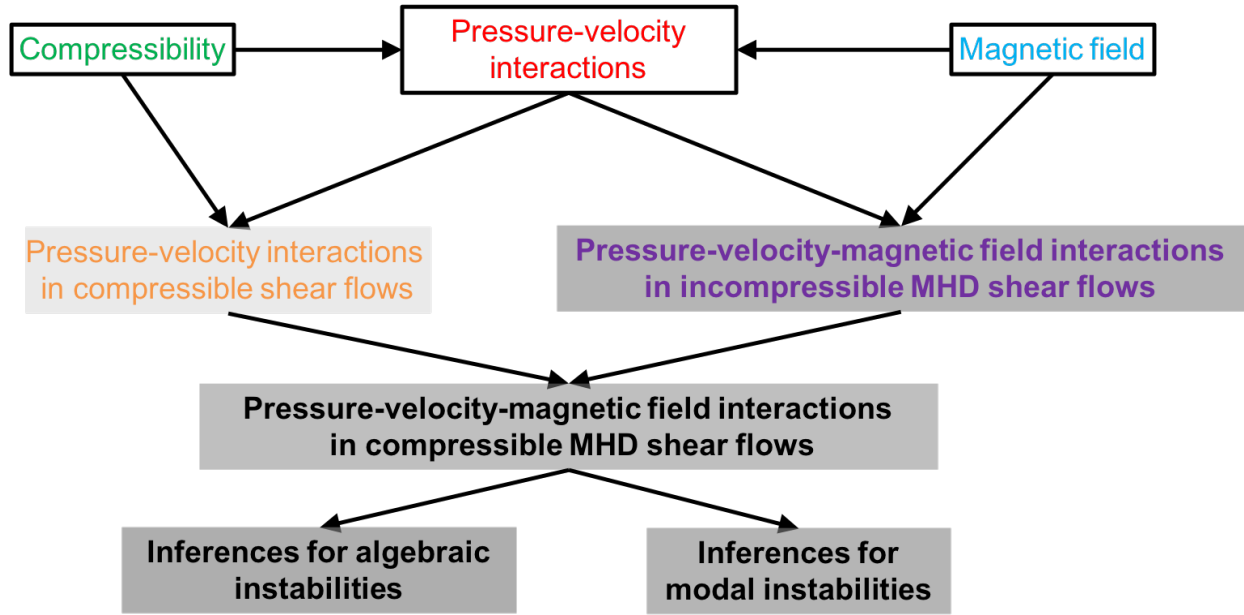 Compressibility
Pressure-velocity
interactions
Magnetic field
Pressure-velocity interactions
in compressible shear flows
Pressure-velocity-magnetic field interactions
in incompressible MHD shear flows
Pressure-velocity-magnetic field interactions
in compressible MHD shear flows
Inferences for algebraic
instabilities
Inferences for
modal instabilities